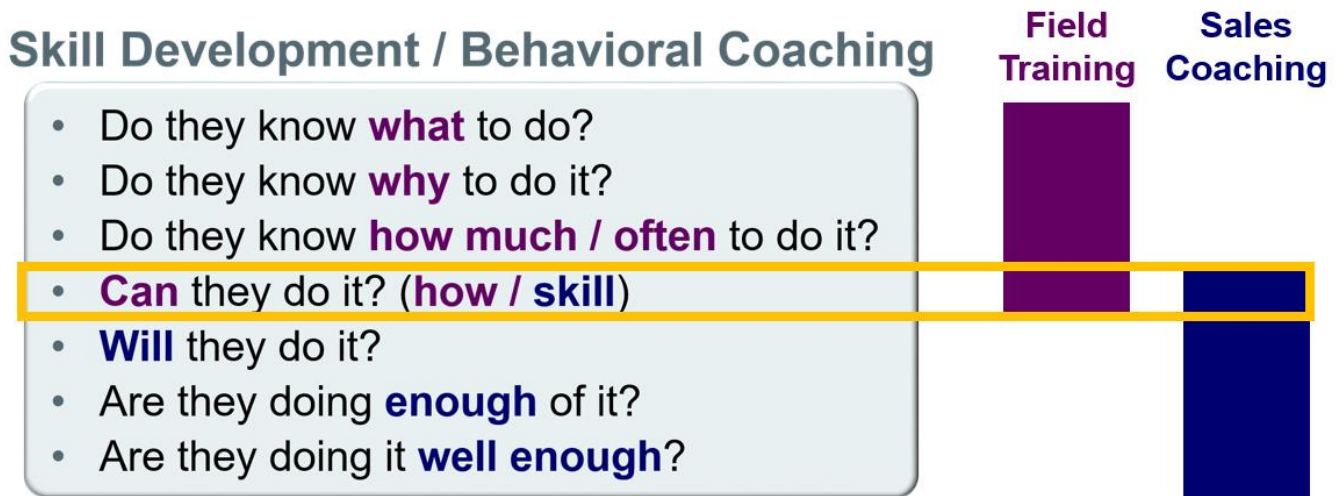 Skill Development / Behavioral Coaching
Field
Training
Sales
Coaching
• Do they know what to do?
• Do they know why to do it?
• Do they know how much / often to do it?
• Can they do it? (how / skill)
• Will they do it?
• Are they doing enough of it?
• Are they doing it well enough?